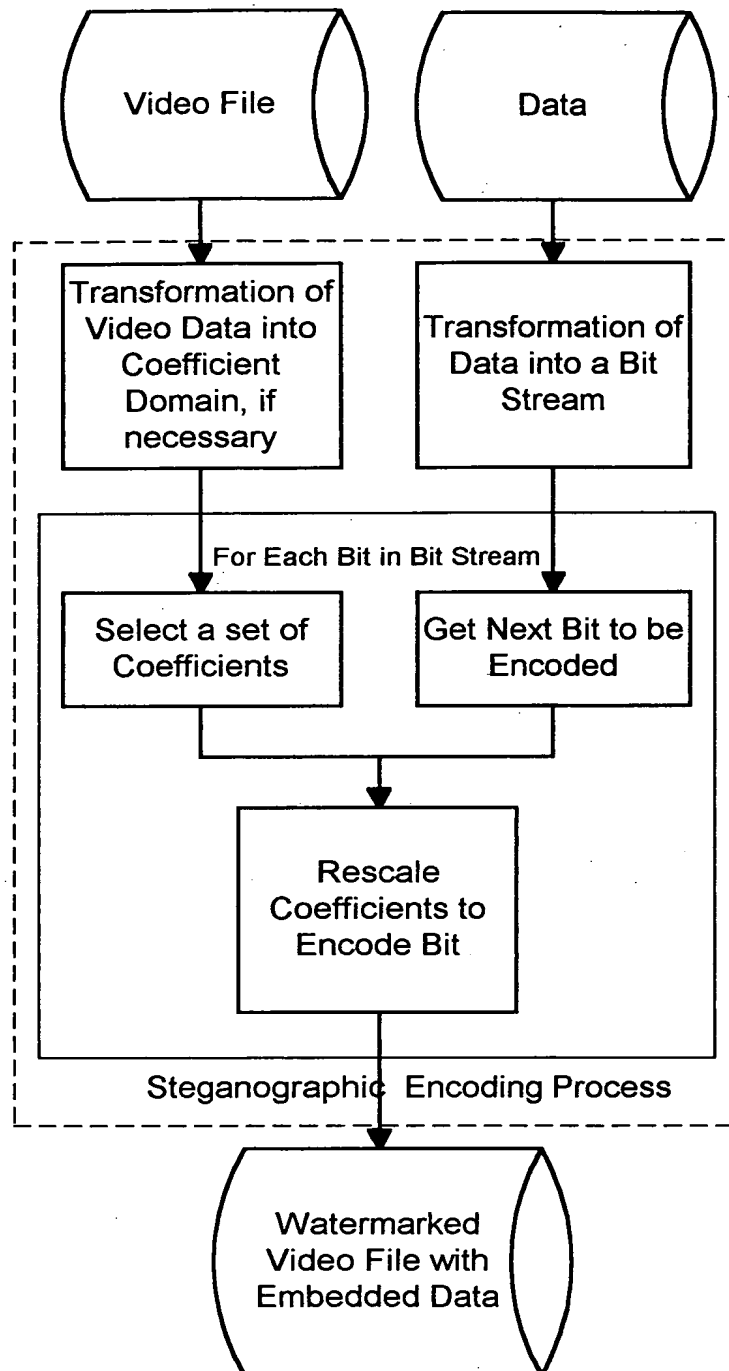 Video File
Data
Transformation of
Video Data into
Coefficient
Domain, if
necessary
Transformation of
Data into a Bit
Stream
For Each Bit in Bit Stream
Select a set of
Coefficients
Get Next Bit to be
Encoded
Rescale
Coefficients to
Encode Bit
Steganographic Encoding Process
Watermarked
Video File with
Embedded Data